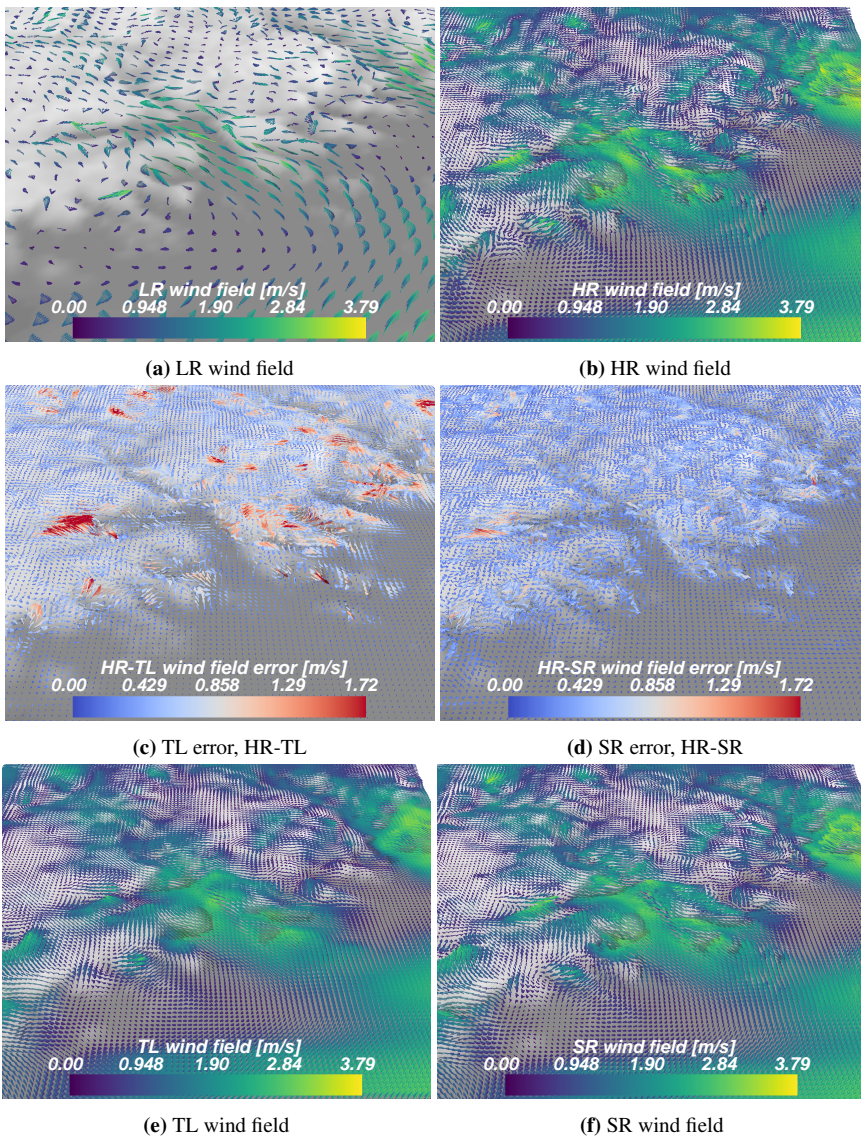 LR wind field [m/s]
0.00 0.948 1.90 2.84 3.79
HR wind field [m/s]
0.00 0.948 1.90 2.84 3.79
(a) LR wind field
(b) HR wind field
HR-TL wind field error [m/s]
0.00 0.429 0.858 1.29 1.72
HR-SR wind field error [m/s]
0.00 0.429 0.858 1.29 1.72
(c) TL error, HR-TL
(d) SR error, HR-SR
TL wind field [m/s]
0.00 0.948 1.90 2.84 3.79
SR wind field [m/s]
0.00 0.948 1.90 2.84 3.79
(e) TL wind field
(f) SR wind field